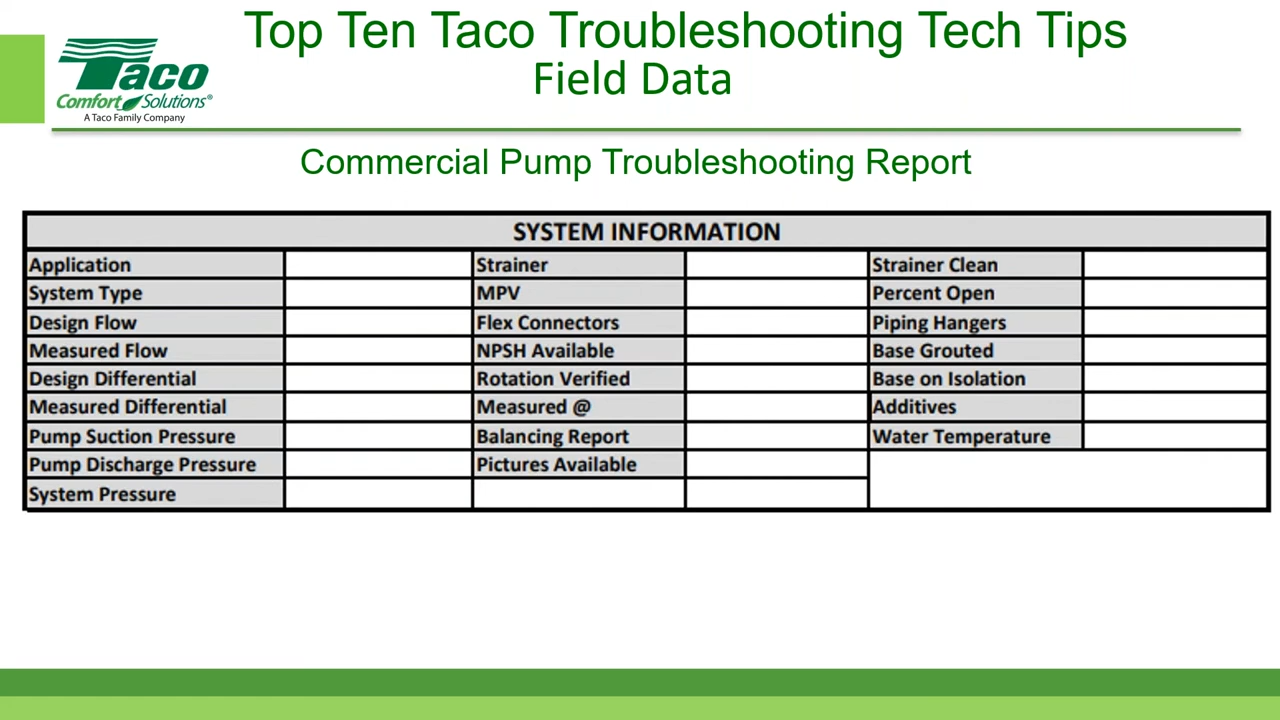 Top Ten Taco Troubleshooting Tech Tips
Field Data
Taco
Comfort Solutions®
A Taco Family Company
Commercial Pump Troubleshooting Report
SYSTEM INFORMATION
Application Strainer Strainer Clean
System Type MPV Percent Open
Design Flow Flex Connectors Piping Hangers
Measured Flow NPSH Available Base Grouted
Design Differential Rotation Verified Base on Isolation
Measured Differential Measured @ Additives
Pump Suction Pressure Balancing Report Water Temperature
Pump Discharge Pressure Pictures Available
System Pressure